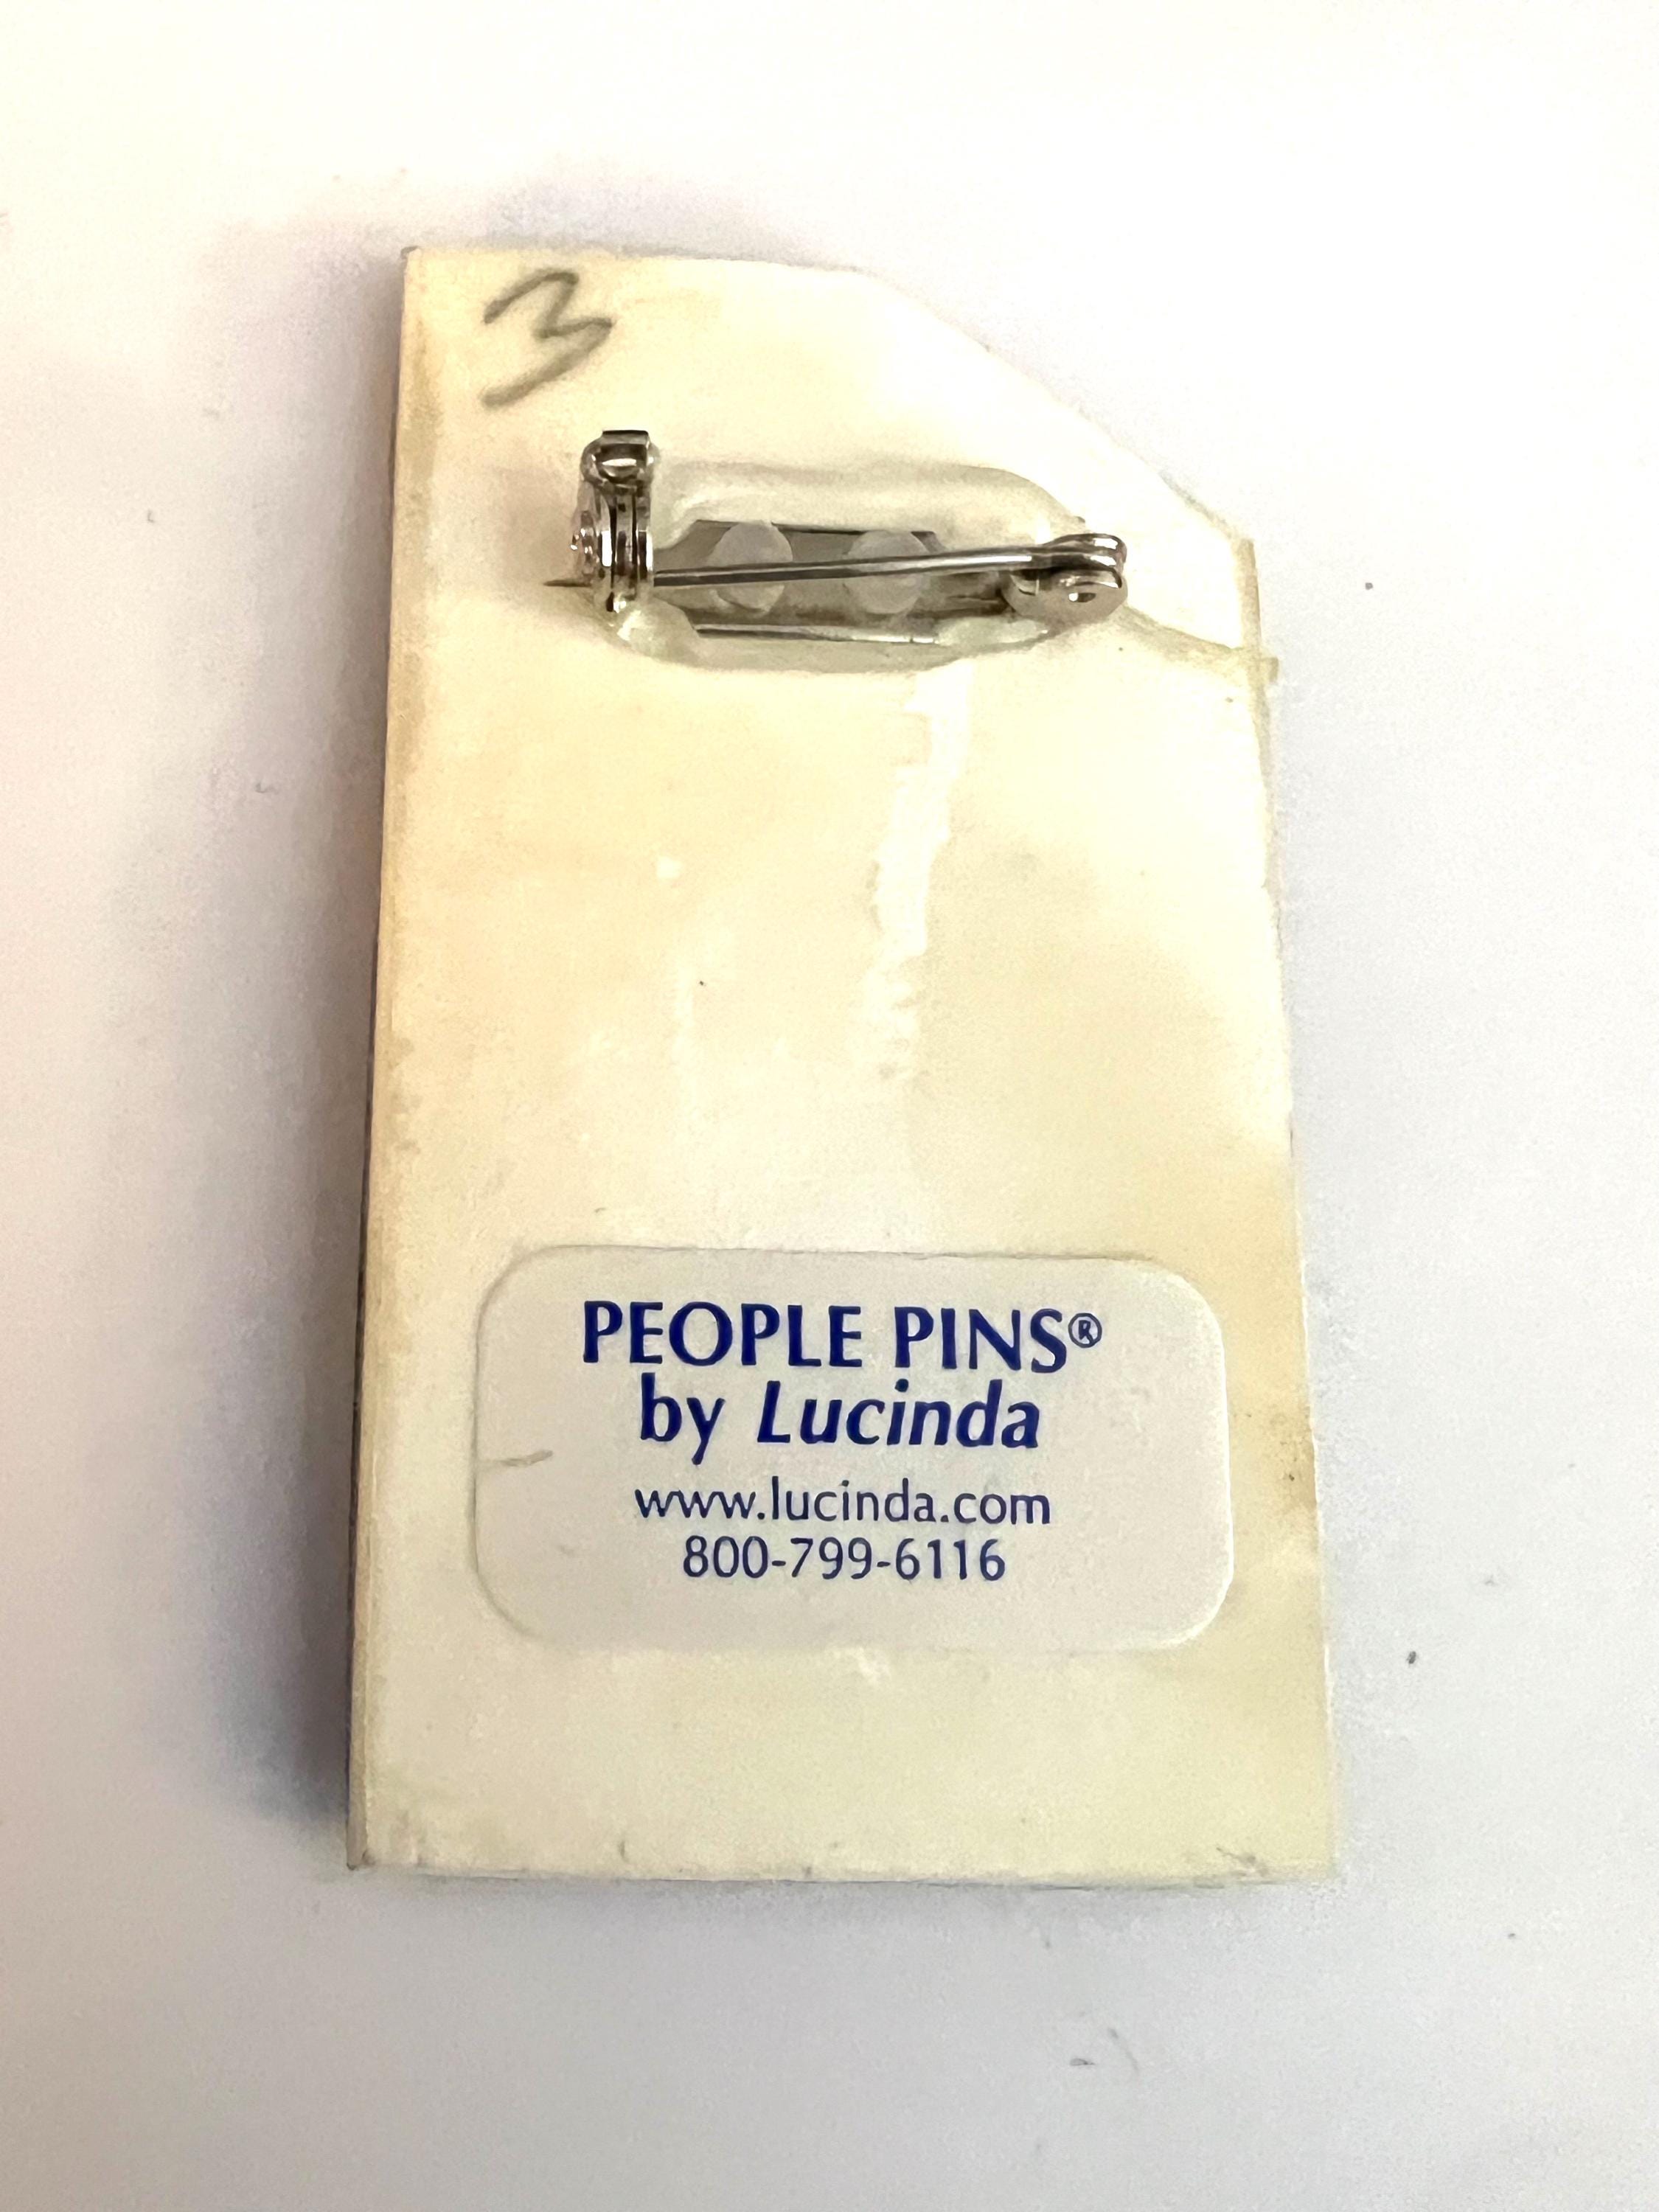 3
PEOPLE PINS®
by Lucinda
www.lucinda.com
800-799-6116